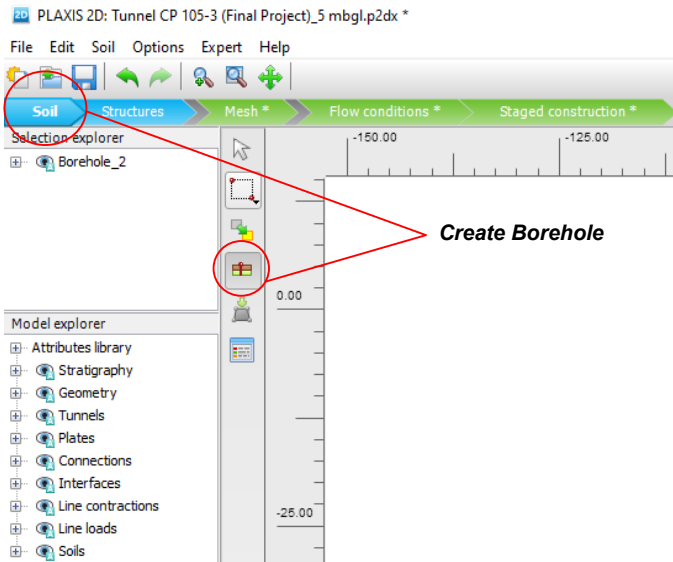 2D PLAXIS 2D: Tunnel CP 105-3 (Final Project)_5 mbgl.p2dx *
File Edit Soil Options Expert Help
Soil Structures Mesh * Flow conditions * Staged construction *
Selection explorer
Borehole_2
-150.00 -125.00
Create Borehole
0.00
Model explorer
Attributes library
Stratigraphy
Geometry
Tunnels
Plates
Connections
Interfaces
Line contractions
-25.00
Line loads
Soils